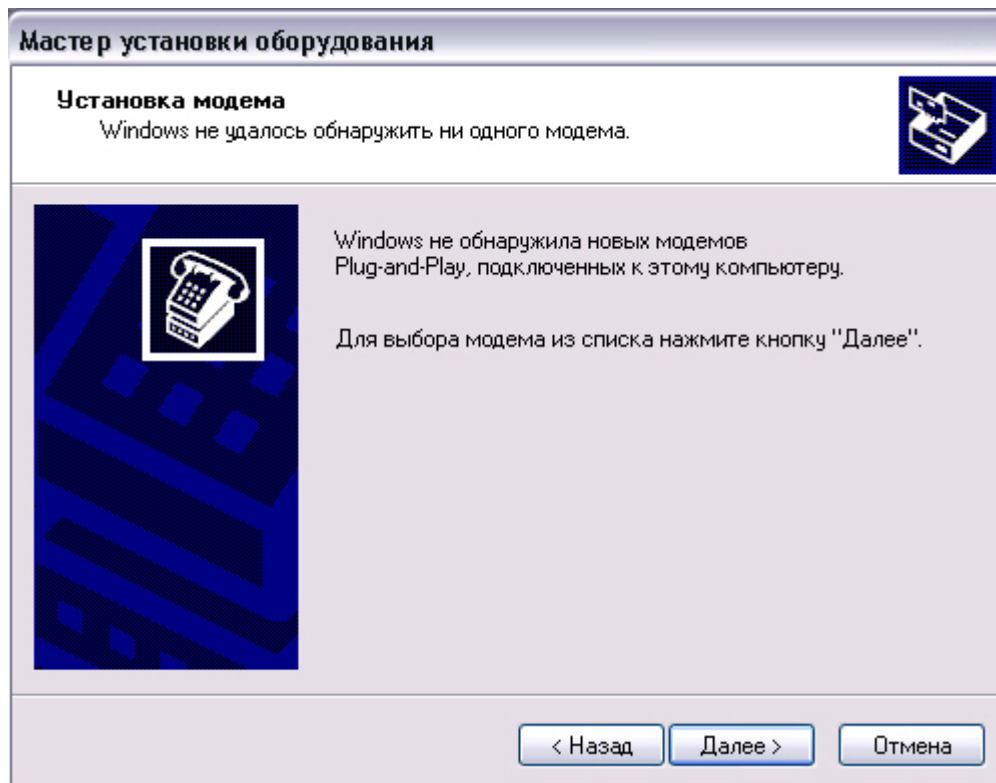 Мастер установки оборудования
Установка модема
Windows не удалось обнаружить ни одного модема.
Windows не обнаружила новых модемов
Plug-and-Play, подключенных к этому компьютеру.
Для выбора модема из списка нажмите кнопку "Далее".
< Назад
Далее >
Отмена